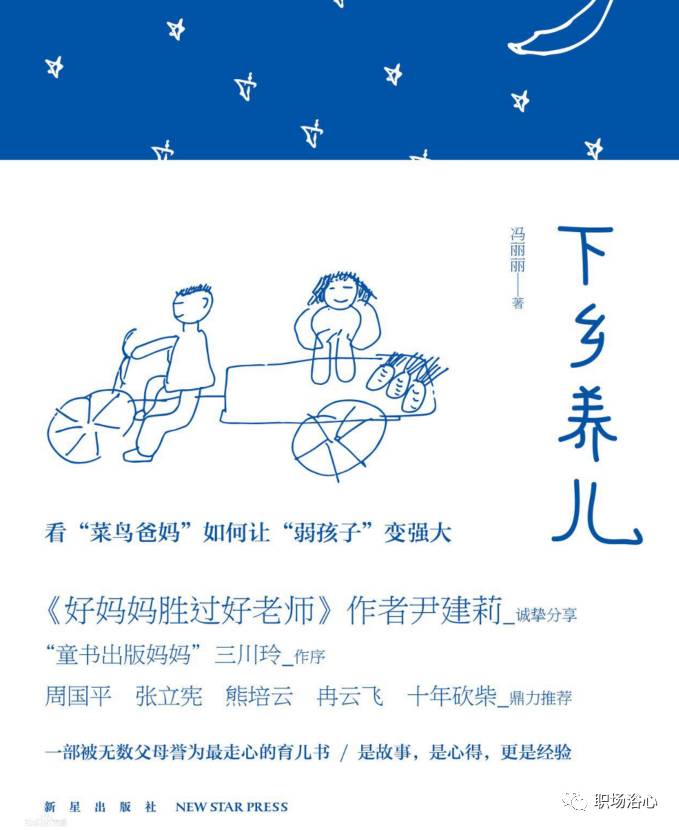 下乡养儿
冯丽丽——著
看“菜鸟爸妈”如何让“弱孩子”变强大
《好妈妈胜过好老师》作者尹建莉_诚挚分享
“童书出版妈妈”三川玲_作序
周国平 张立宪 熊培云 冉云飞 十年砍柴_鼎力推荐
一部被无数父母誉为最走心的育儿书 / 是故事，是心得，更是经验
新星出版社 NEW STAR PRESS
职场浴心